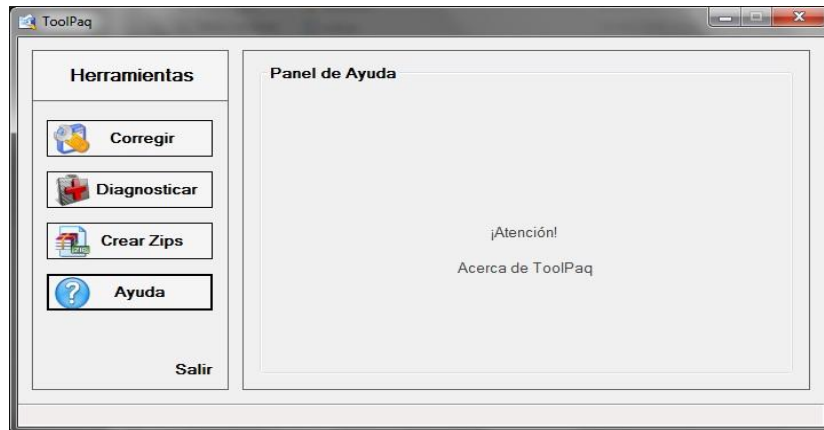 ToolPaq
Herramientas
Corregir
Diagnosticar
Crear Zips
Ayuda
Salir
Panel de Ayuda
¡Atención!
Acerca de ToolPaq